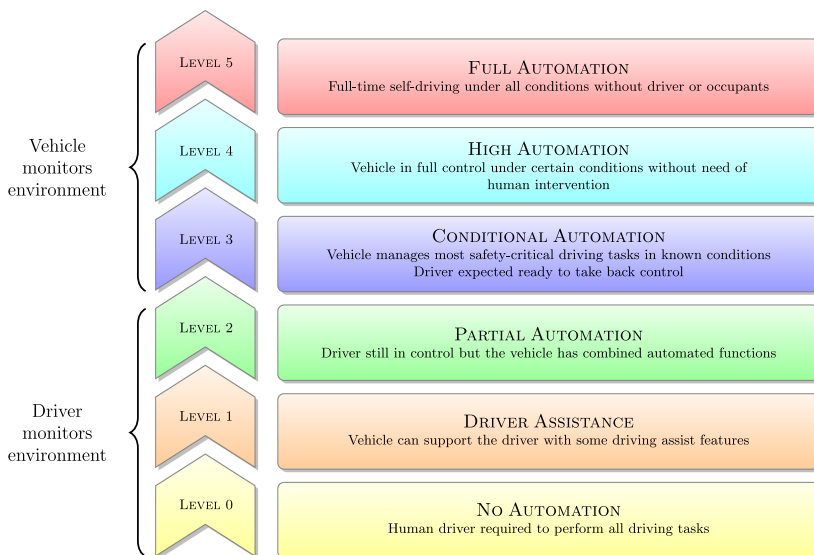 LEVEL 5
FULL AUTOMATION
Full-time self-driving under all conditions without driver or occupants
LEVEL 4
HIGH AUTOMATION
Vehicle in full control under certain conditions without need of
human intervention
Vehicle
monitors
environment
LEVEL 3
CONDITIONAL AUTOMATION
Vehicle manages most safety-critical driving tasks in known conditions
Driver expected ready to take back control
LEVEL 2
PARTIAL AUTOMATION
Driver still in control but the vehicle has combined automated functions
LEVEL 1
DRIVER ASSISTANCE
Vehicle can support the driver with some driving assist features
Driver
monitors
environment
LEVEL 0
NO AUTOMATION
Human driver required to perform all driving tasks